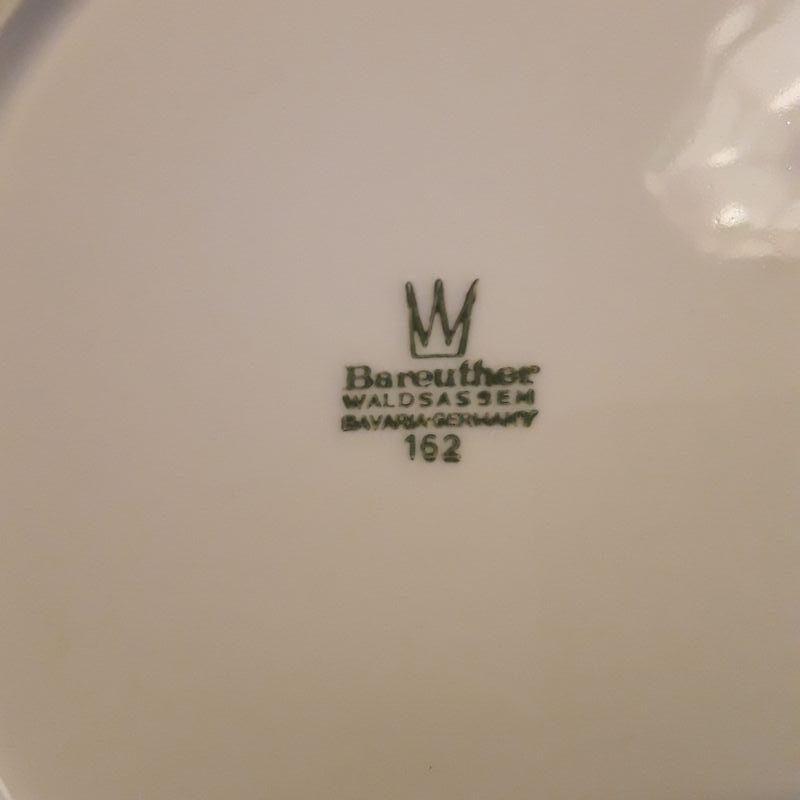 Bareuther
WALDSASSEN
BAVARIA·GERMANY
162